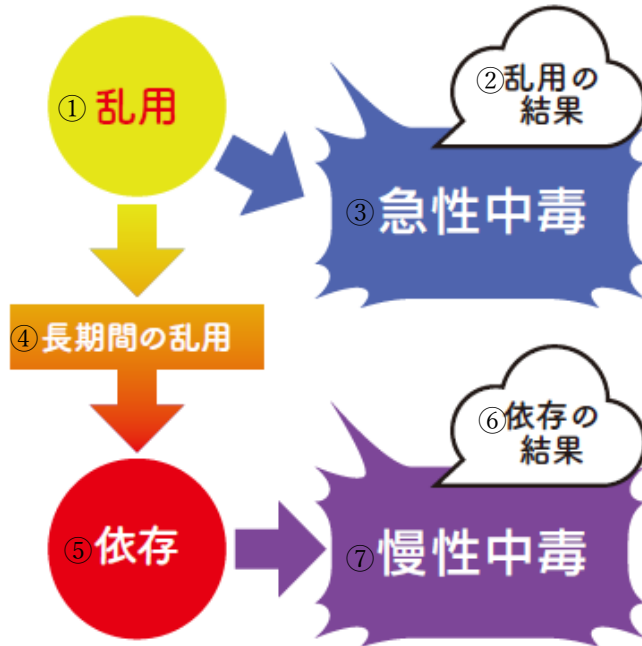 ① 乱用
②乱用の
結果
③ 急性中毒
④ 長期間の乱用
⑤ 依存
⑥依存の
結果
⑦ 慢性中毒